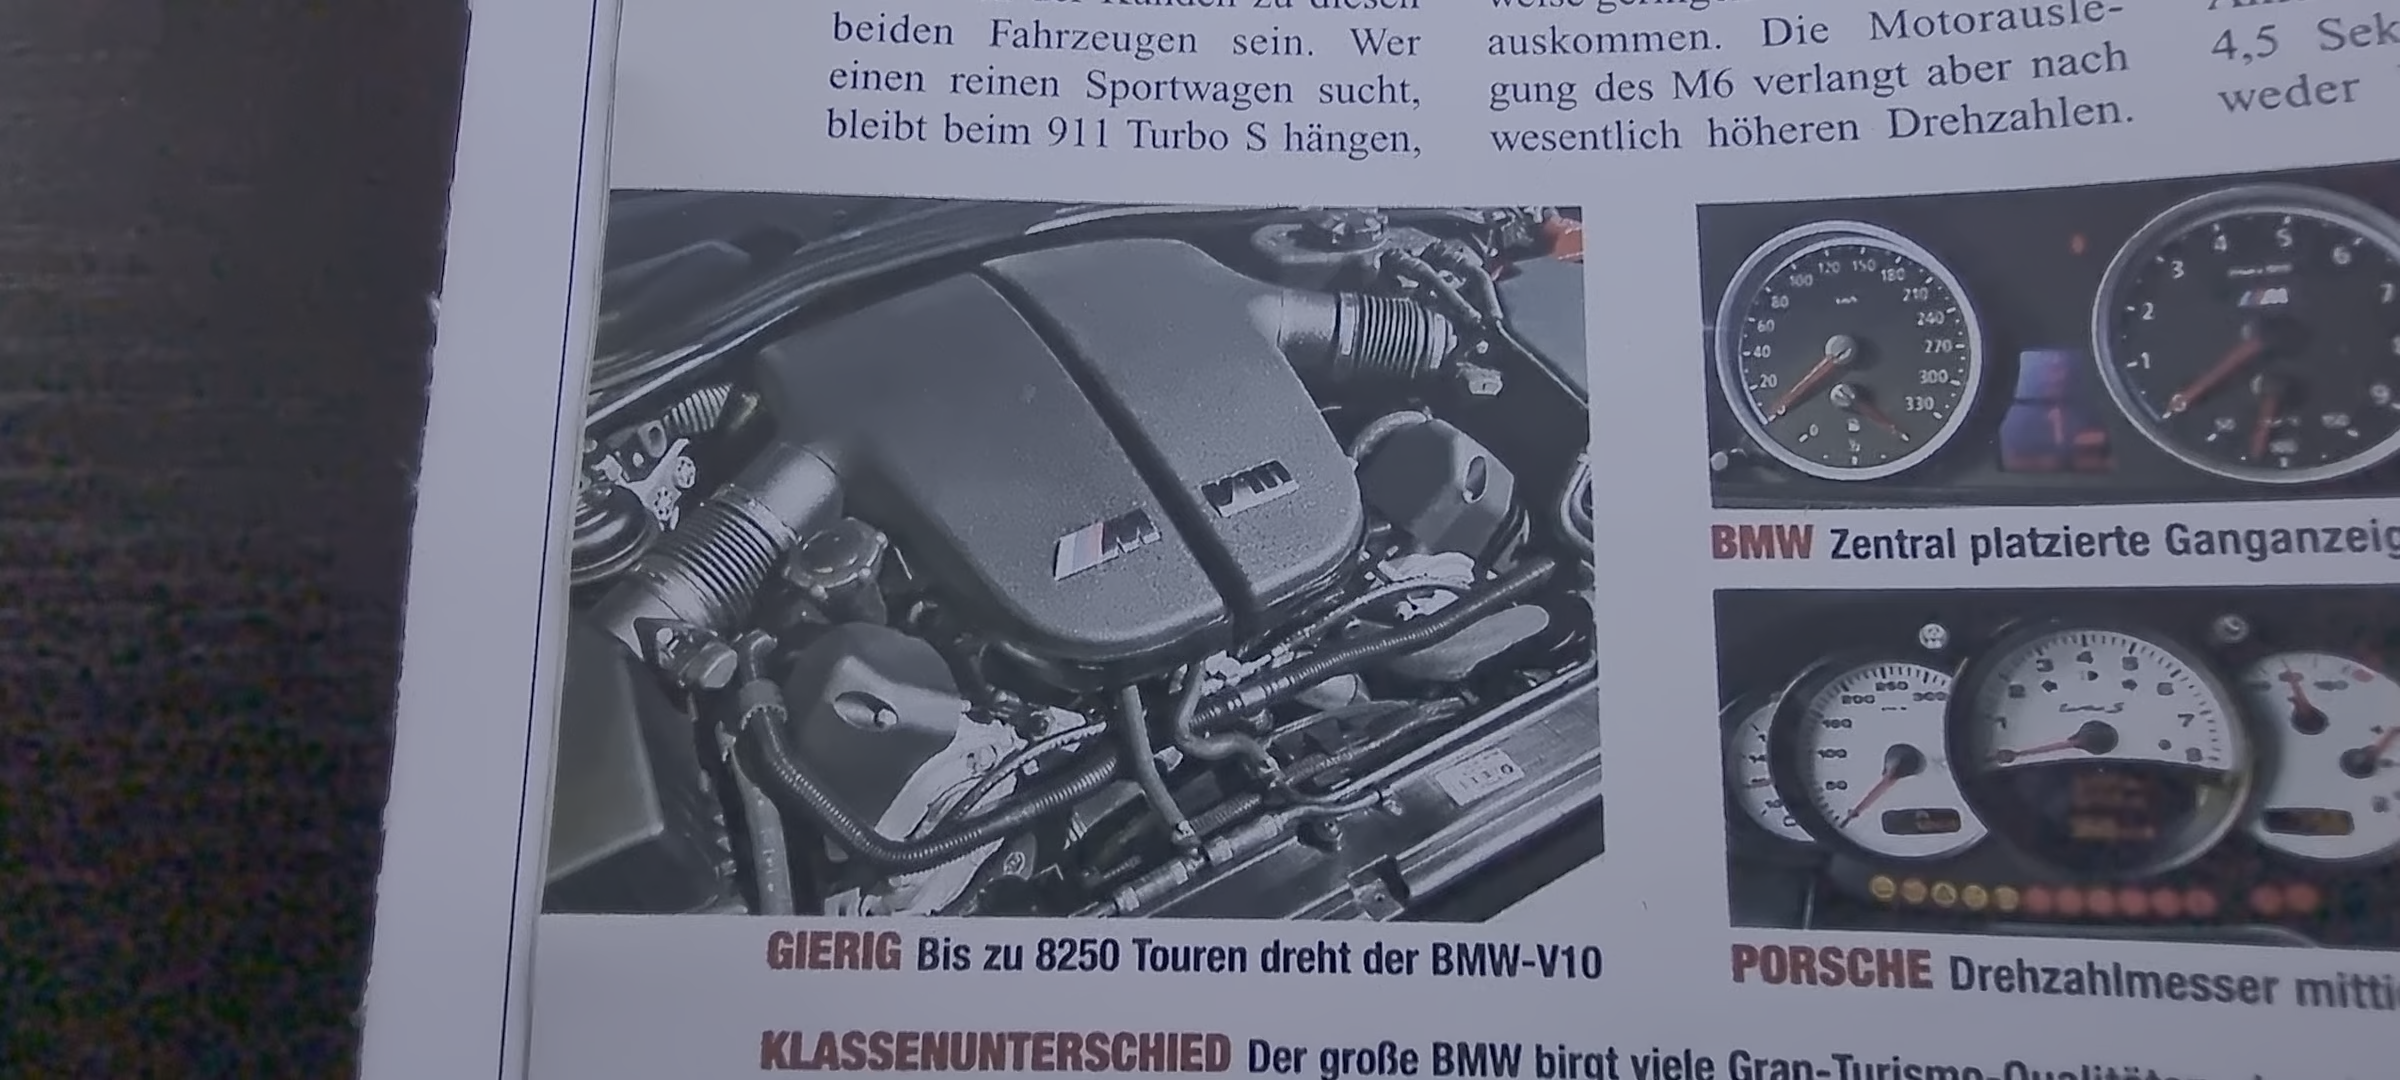 beiden Fahrzeugen sein. Wer
einen reinen Sportwagen sucht,
bleibt beim 911 Turbo S hängen,
auskommen. Die Motorausle-
gung des M6 verlangt aber nach
wesentlich höheren Drehzahlen.
4,5 Sek
weder
BMW Zentral platzierte Ganganzeig
GIERIG Bis zu 8250 Touren dreht der BMW-V10
PORSCHE Drehzahlmesser mitti
KLASSENUNTERSCHIED Der große BMW birgt viele Gran-Turismo-Qualitäten